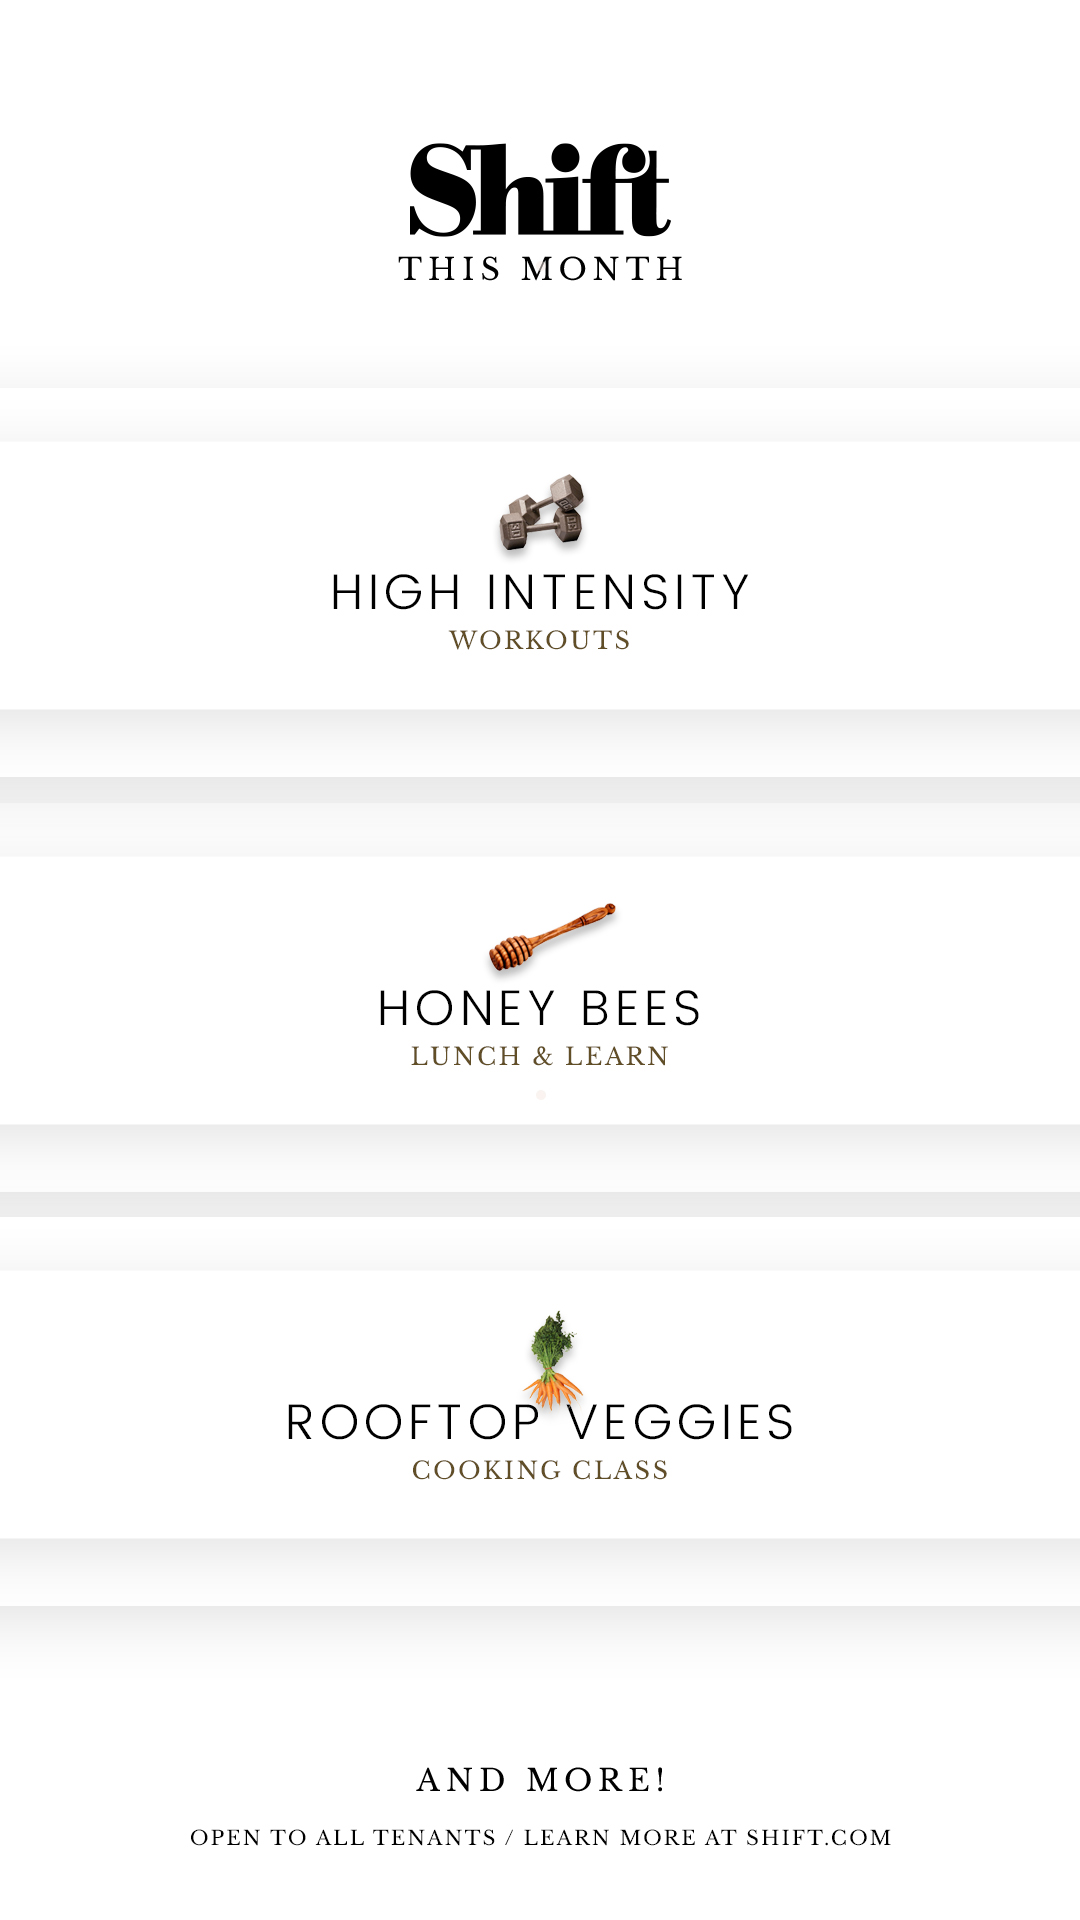 Shift
THIS MONTH
HIGH INTENSITY
WORKOUTS
HONEY BEES
LUNCH & LEARN
ROOFTOP VEGGIES
COOKING CLASS
AND MORE!
OPEN TO ALL TENANTS / LEARN MORE AT SHIFT.COM